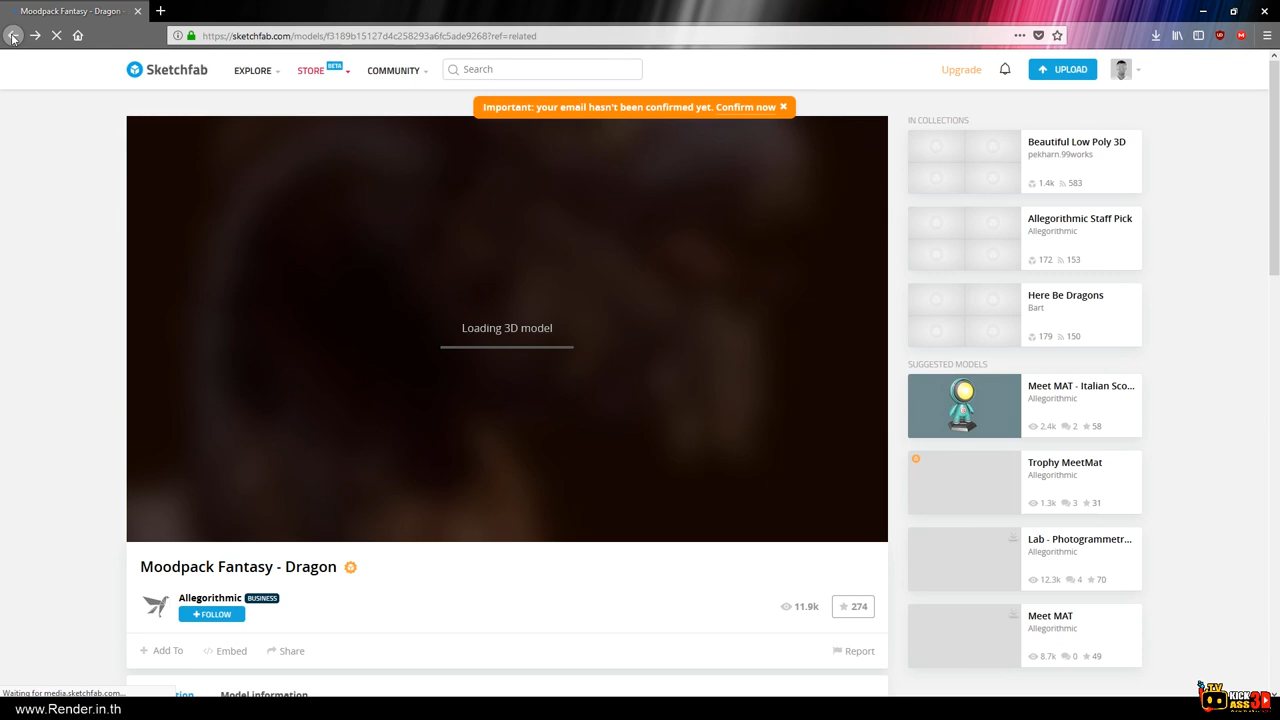 Moodpack Fantasy - Dragon -
https://sketchfab.com/models/f3189b15127d4c258293a6fc5ade9268?ref=related
Sketchfab
EXPLORE
STORE
BETA
COMMUNITY
Search
Upgrade
UPLOAD
Important: your email hasn't been confirmed yet. Confirm now
Loading 3D model
Moodpack Fantasy - Dragon
Allegorithmic BUSINESS
+ FOLLOW
11.9k
274
Add To
Embed
Share
Report
Model information
IN COLLECTIONS
Beautiful Low Poly 3D
pekharn.99works
1.4k 583
Allegorithmic Staff Pick
Allegorithmic
172 153
Here Be Dragons
Bart
179 150
SUGGESTED MODELS
Meet MAT - Italian Sco...
Allegorithmic
2.4k 2 58
Trophy MeetMat
Allegorithmic
1.3k 3 31
Lab - Photogrammetr...
Allegorithmic
12.3k 4 70
Meet MAT
Allegorithmic
8.7k 0 49
Waiting for media.sketchfab.com...
www.Render.in.th
TV
KICK
ASS3D